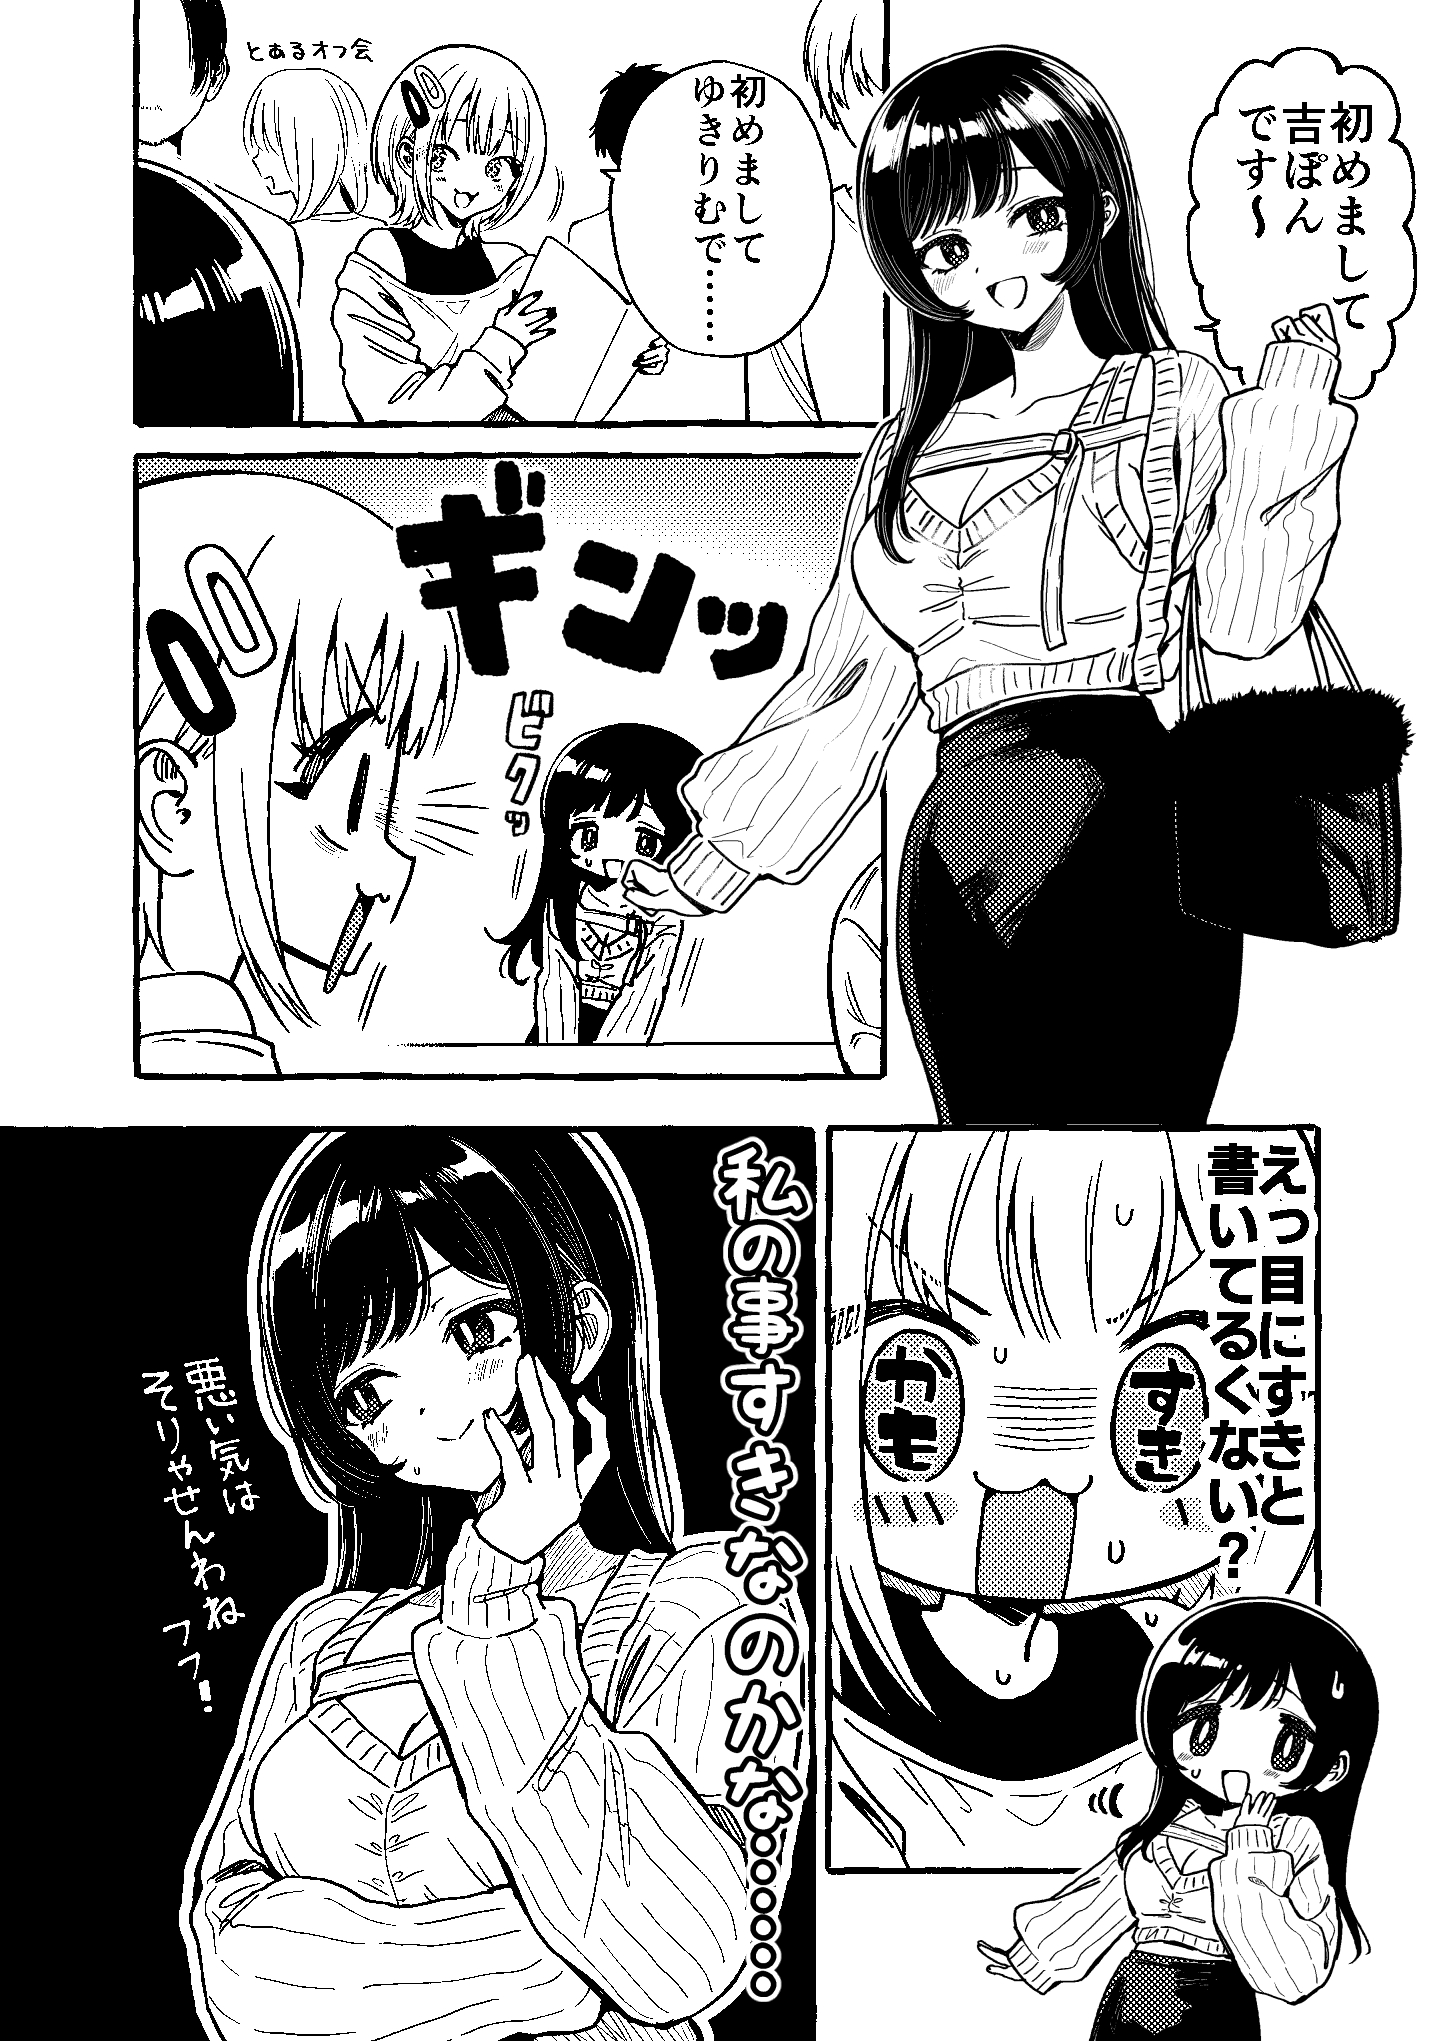 初めまして
吉ぽん
です〜
とあるオフ会
初めまして
ゆきりむで……
ギンッ
ビクッ
えっ目にすきと
書いてるくない？
すき
かも
私の事すきなのかな………
悪い気は
そりゃせんわね
フフ！